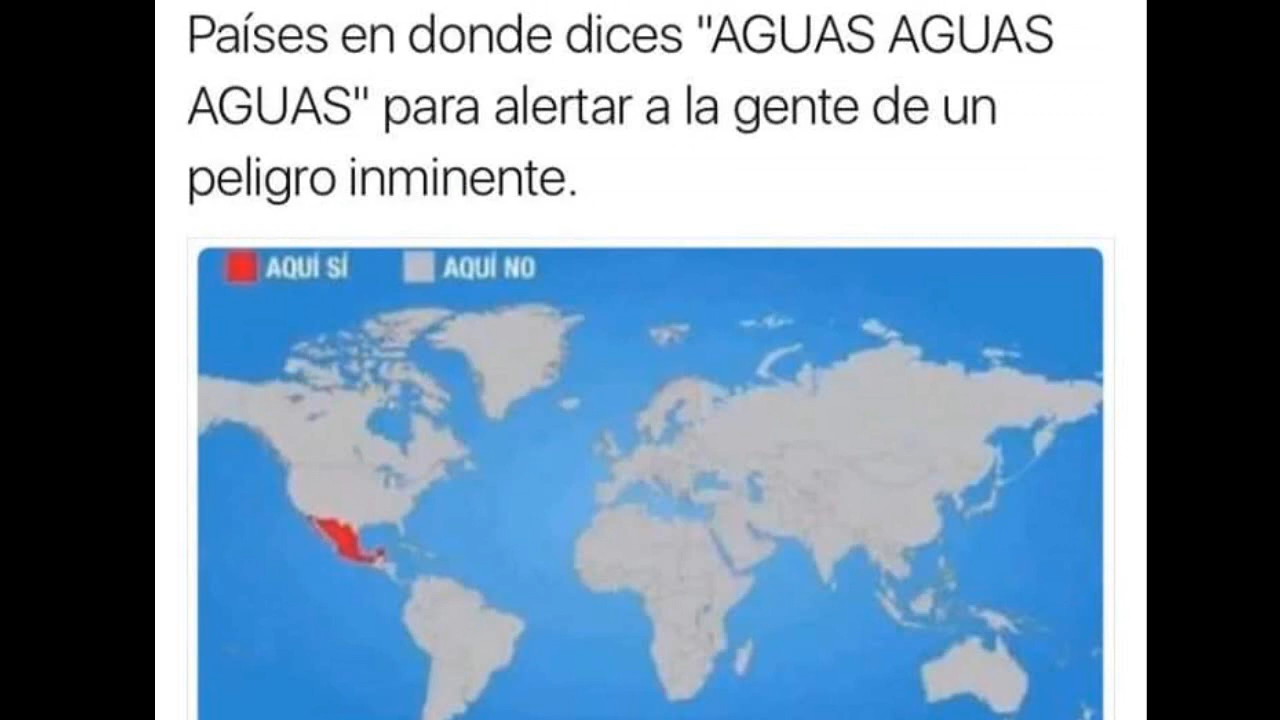 Países en donde dices "AGUAS AGUAS
AGUAS" para alertar a la gente de un
peligro inminente.
AQUÍ SÍ
AQUÍ NO